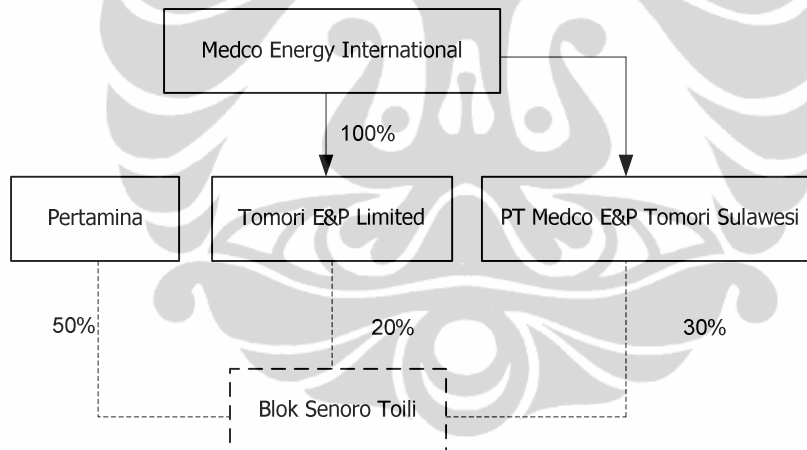 Medco Energy International
100%
Pertamina
Tomori E&P Limited
PT Medco E&P Tomori Sulawesi
50%
20%
30%
Blok Senoro Toili